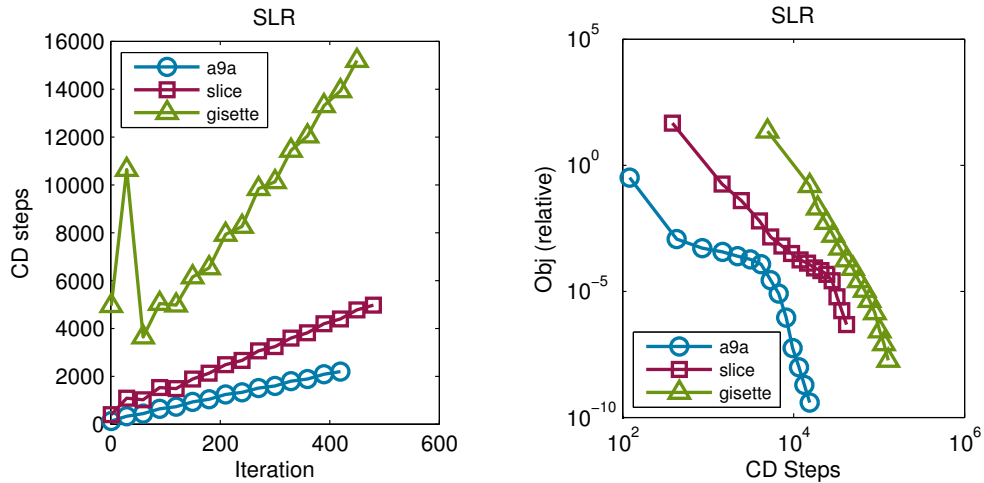 SLR
16000
14000
12000
10000
8000
6000
4000
2000
0
0
200
400
600
CD steps
Iteration
a9a
slice
gisette
SLR
10^5
10^0
10^−5
10^−10
10^2
10^4
10^6
Obj (relative)
CD Steps
a9a
slice
gisette